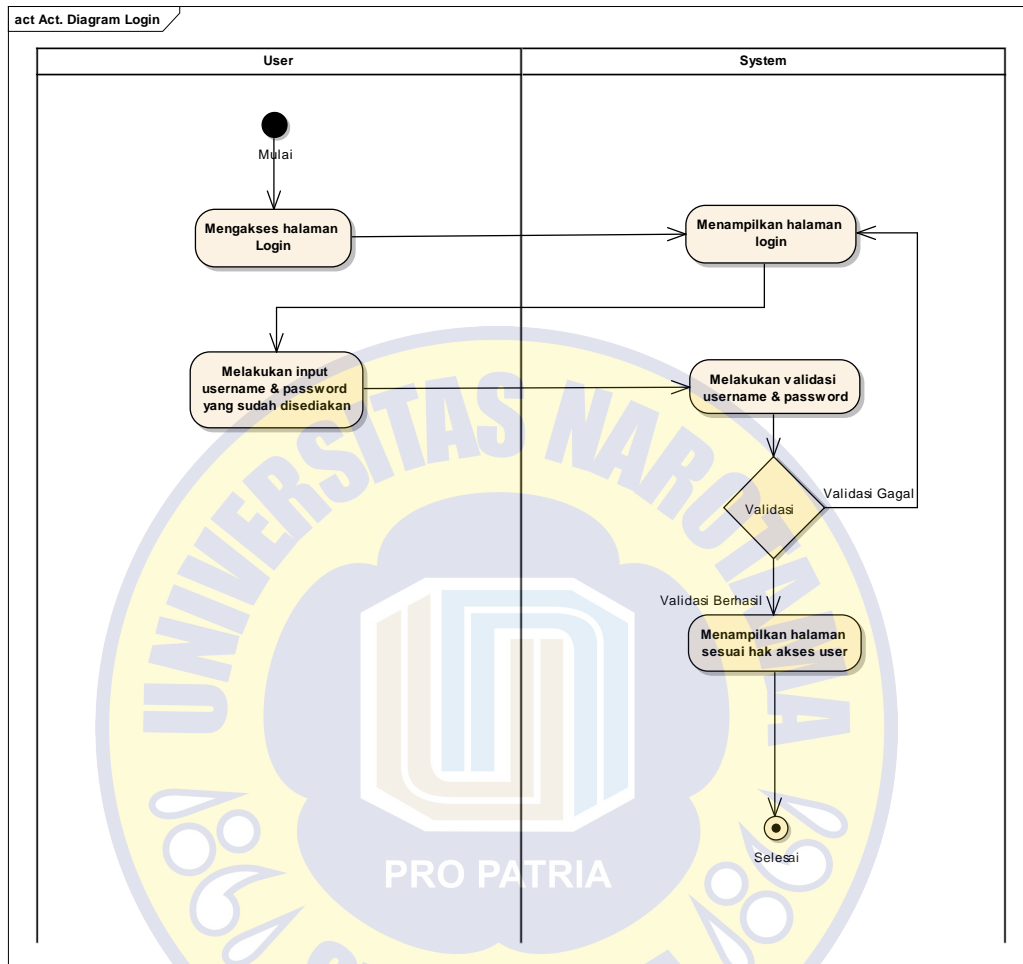 act Act. Diagram Login
User
System
Mulai
Mengakses halaman
Login
Menampilkan halaman
login
Melakukan input
username & password
yang sudah disediakan
Melakukan validasi
username & password
Validasi
Validasi Gagal
Validasi Berhasil
Menampilkan halaman
sesuai hak akses user
Selesai
UNIVERSITAS NAROTAMA
PRO PATRIA